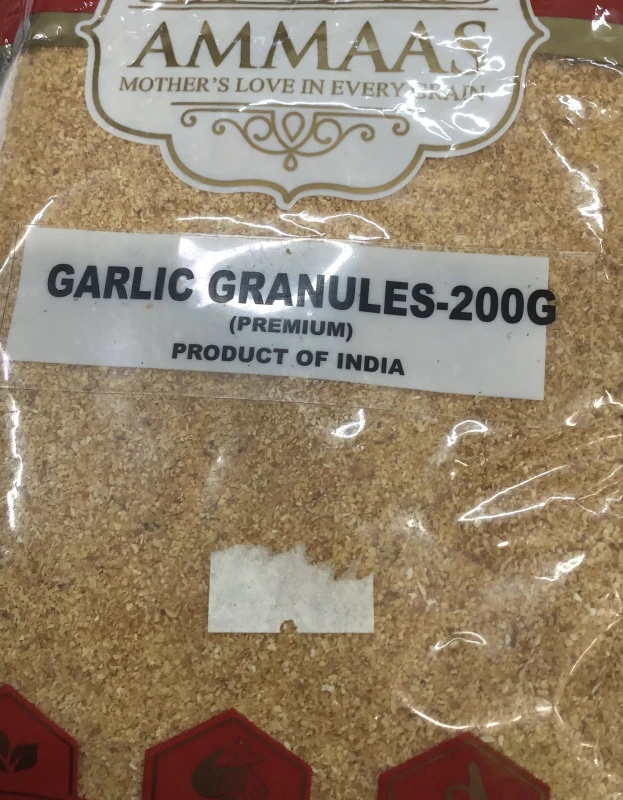 AMMAAS
MOTHER'S LOVE IN EVERY GRAIN
GARLIC GRANULES-200G
(PREMIUM)
PRODUCT OF INDIA